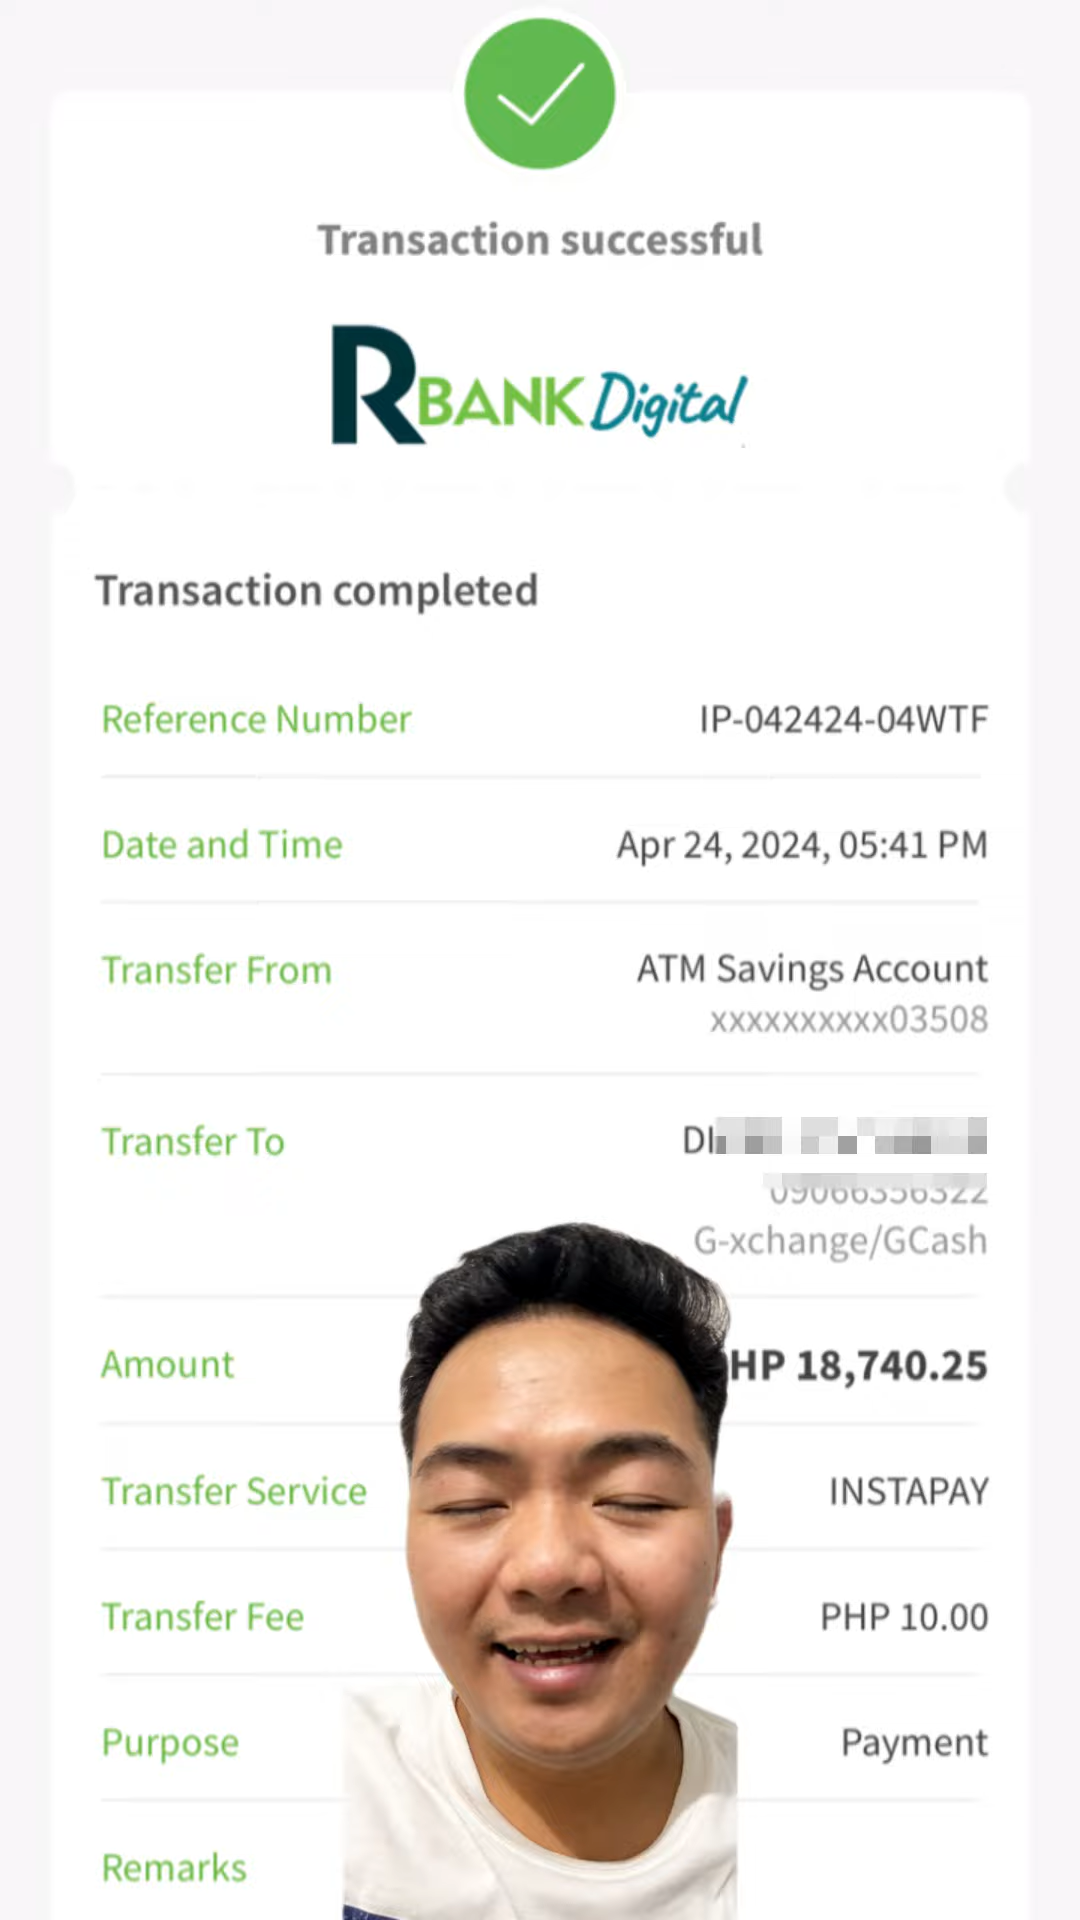 Transaction successful
RBANK Digital
Transaction completed
Reference Number IP-042424-04WTF
Date and Time Apr 24, 2024, 05:41 PM
Transfer From ATM Savings Account
xxxxxxxxxx03508
Transfer To
G-xchange/GCash
Amount HP 18,740.25
Transfer Service INSTAPAY
Transfer Fee PHP 10.00
Purpose Payment
Remarks